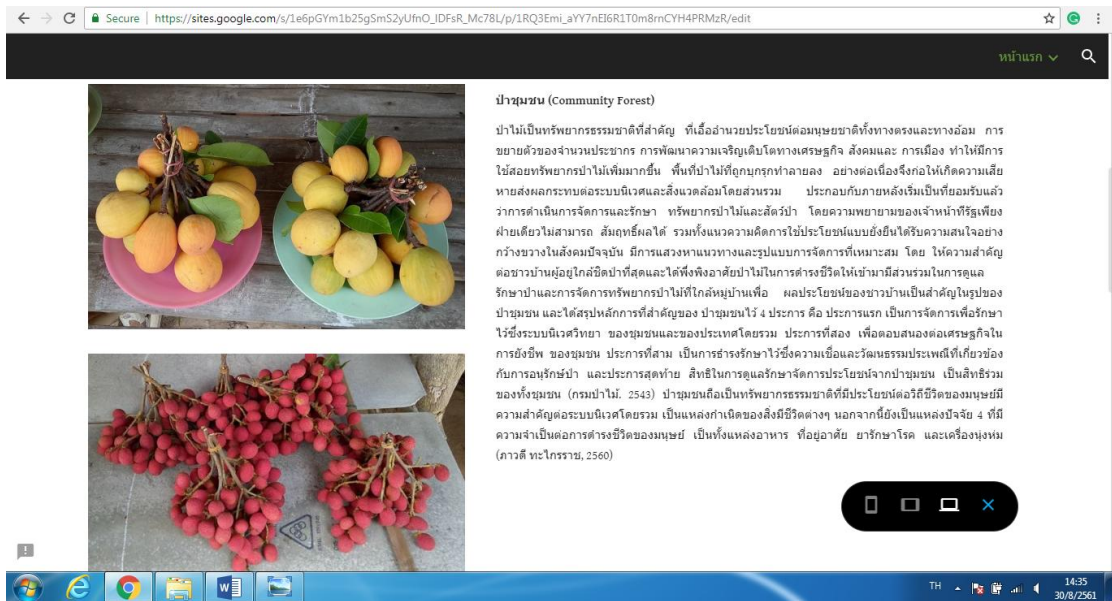 Secure | https://sites.google.com/s/1e6pGYm1b25gSmS2yUfnO_IDFsR_Mc78L/p/1RQ3Emi_aYY7nEI6R1T0m8rnCYH4PRMzR/edit
หน้าแรก
ป่าชุมชน (Community Forest)
ป่าไม้เป็นทรัพยากรธรรมชาติที่สำคัญ ที่เอื้ออำนวยประโยชน์ต่อมนุษยชาติทั้งทางตรงและทางอ้อม การ
ขยายตัวของจำนวนประชากร การพัฒนาความเจริญเติบโตทางเศรษฐกิจ สังคมและ การเมือง ทำให้มีการ
ใช้สอยทรัพยากรป่าไม้เพิ่มมากขึ้น พื้นที่ป่าไม้ที่ถูกบุกรุกทำลายลง อย่างต่อเนื่องจึงก่อให้เกิดความเสีย
หายส่งผลกระทบต่อระบบนิเวศและสิ่งแวดล้อมโดยส่วนรวม ประกอบกับภายหลังเริ่มเป็นที่ยอมรับแล้ว
ว่าการดำเนินการจัดการและรักษา ทรัพยากรป่าไม้และสัตว์ป่า โดยความพยายามของเจ้าหน้าที่รัฐเพียง
ฝ่ายเดียวไม่สามารถ สัมฤทธิ์ผลได้ รวมทั้งแนวความคิดการใช้ประโยชน์แบบยั่งยืนได้รับความสนใจอย่าง
กว้างขวางในสังคมปัจจุบัน มีการแสวงหาแนวทางและรูปแบบการจัดการที่เหมาะสม โดย ให้ความสำคัญ
ต่อชาวบ้านผู้อยู่ใกล้ชิดป่าที่สุดและได้พึ่งพิงอาศัยป่าไม้ในการดำรงชีวิตให้เข้ามามีส่วนร่วมในการดูแล
รักษาป่าและการจัดการทรัพยากรป่าไม้ที่ใกล้หมู่บ้านเพื่อ ผลประโยชน์ของชาวบ้านเป็นสำคัญในรูปของ
ป่าชุมชน และได้สรุปหลักการที่สำคัญของ ป่าชุมชนไว้ 4 ประการ คือ ประการแรก เป็นการจัดการเพื่อรักษา
ไว้ซึ่งระบบนิเวศวิทยา ของชุมชนและของประเทศโดยรวม ประการที่สอง เพื่อตอบสนองต่อเศรษฐกิจใน
การยังชีพ ของชุมชน ประการที่สาม เป็นการธำรงรักษาไว้ซึ่งความเชื่อและวัฒนธรรมประเพณีที่เกี่ยวข้อง
กับการอนุรักษ์ป่า และประการสุดท้าย สิทธิในการดูแลรักษาจัดการประโยชน์จากป่าชุมชน เป็นสิทธิร่วม
ของทั้งชุมชน (กรมป่าไม้. 2543) ป่าชุมชนถือเป็นทรัพยากรธรรมชาติที่มีประโยชน์ต่อวิถีชีวิตของมนุษย์มี
ความสำคัญต่อระบบนิเวศโดยรวม เป็นแหล่งกำเนิดของสิ่งมีชีวิตต่างๆ นอกจากนี้ยังเป็นแหล่งปัจจัย 4 ที่มี
ความจำเป็นต่อการดำรงชีวิตของมนุษย์ เป็นทั้งแหล่งอาหาร ที่อยู่อาศัย ยารักษาโรค และเครื่องนุ่งห่ม
(ภาวดี ทะไกรราช, 2560)
TH
14:35
30/8/2561